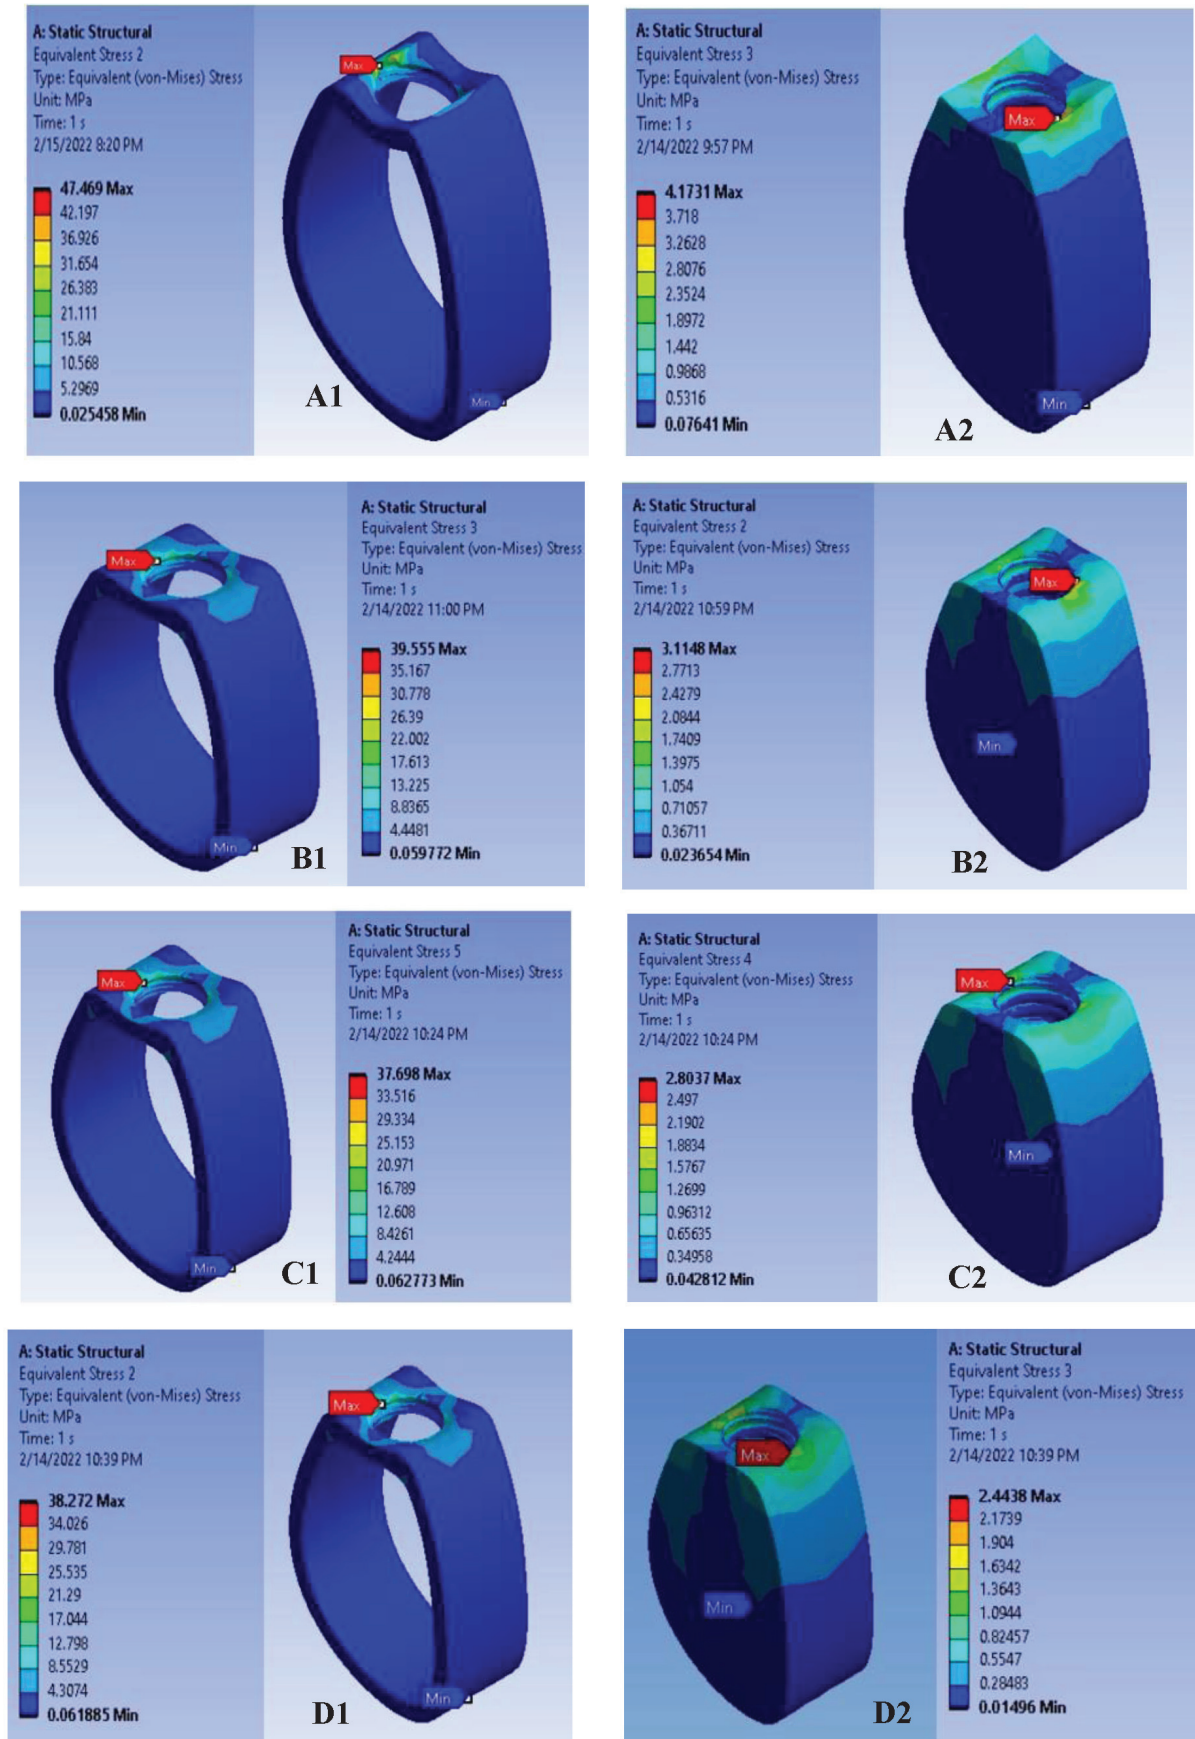 A: Static Structural
Equivalent Stress 2
Type: Equivalent (von-Mises) Stress
Unit: MPa
Time: 1 s
2/15/2022 8:20 PM
47.469 Max
42.197
36.926
31.654
26.383
21.111
15.84
10.568
5.2969
0.025458 Min
Max
Min
A1
A: Static Structural
Equivalent Stress 3
Type: Equivalent (von-Mises) Stress
Unit: MPa
Time: 1 s
2/14/2022 9:57 PM
4.1731 Max
3.718
3.2628
2.8076
2.3524
1.8972
1.442
0.9868
0.5316
0.07641 Min
Max
Min
A2
Max
Min
B1
A: Static Structural
Equivalent Stress 3
Type: Equivalent (von-Mises) Stress
Unit: MPa
Time: 1 s
2/14/2022 11:00 PM
39.555 Max
35.167
30.778
26.39
22.002
17.613
13.225
8.8365
4.4481
0.059772 Min
A: Static Structural
Equivalent Stress 2
Type: Equivalent (von-Mises) Stress
Unit: MPa
Time: 1 s
2/14/2022 10:59 PM
3.1148 Max
2.7713
2.4279
2.0844
1.7409
1.3975
1.054
0.71057
0.36711
0.023654 Min
Max
Min
B2
Max
Min
C1
A: Static Structural
Equivalent Stress 5
Type: Equivalent (von-Mises) Stress
Unit: MPa
Time: 1 s
2/14/2022 10:24 PM
37.698 Max
33.516
29.334
25.153
20.971
16.789
12.608
8.4261
4.2444
0.062773 Min
A: Static Structural
Equivalent Stress 4
Type: Equivalent (von-Mises) Stress
Unit: MPa
Time: 1 s
2/14/2022 10:24 PM
2.8037 Max
2.497
2.1902
1.8834
1.5767
1.2699
0.96312
0.65635
0.34958
0.042812 Min
Max
Min
C2
A: Static Structural
Equivalent Stress 2
Type: Equivalent (von-Mises) Stress
Unit: MPa
Time: 1 s
2/14/2022 10:39 PM
38.272 Max
34.026
29.781
25.535
21.29
17.044
12.798
8.5529
4.3074
0.061885 Min
Max
Min
D1
Max
Min
D2
A: Static Structural
Equivalent Stress 3
Type: Equivalent (von-Mises) Stress
Unit: MPa
Time: 1 s
2/14/2022 10:39 PM
2.4438 Max
2.1739
1.904
1.6342
1.3643
1.0944
0.82457
0.5547
0.28483
0.01496 Min